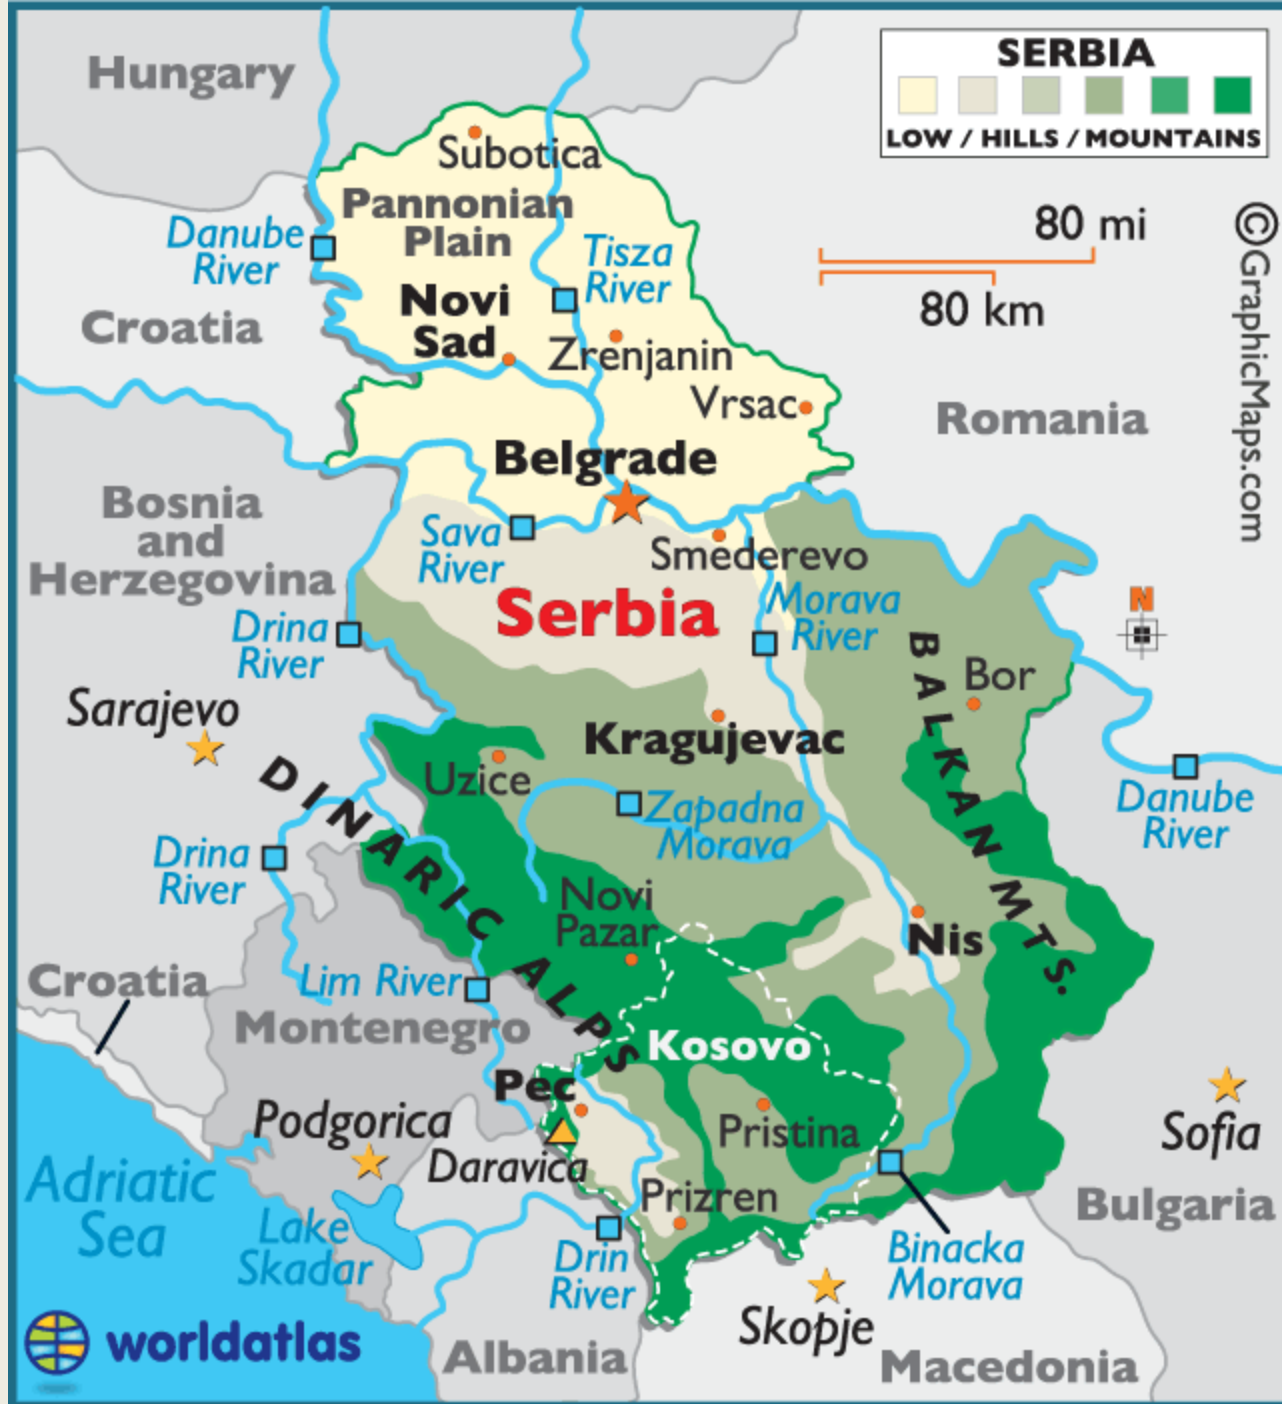 SERBIA
LOW / HILLS / MOUNTAINS
Hungary
Subotica
Pannonian
Plain
Danube
River
Tisza
River
80 mi
80 km
©GraphicMaps.com
Croatia
Novi
Sad
Zrenjanin
Vrsac
Romania
Belgrade
Bosnia
and
Herzegovina
Sava
River
Smederevo
Serbia
Morava
River
N
Drina
River
BALKAN MTS.
Bor
Sarajevo
Kragujevac
DINARIC ALPS
Uzice
Zapadna
Morava
Danube
River
Drina
River
Novi
Pazar
Nis
Croatia
Lim River
Montenegro
Kosovo
Pec
Podgorica
Pristina
Sofia
Daravica
Adriatic
Sea
Prizren
Bulgaria
Lake
Skadar
Drin
River
Binacka
Morava
Skopje
worldatlas
Albania
Macedonia